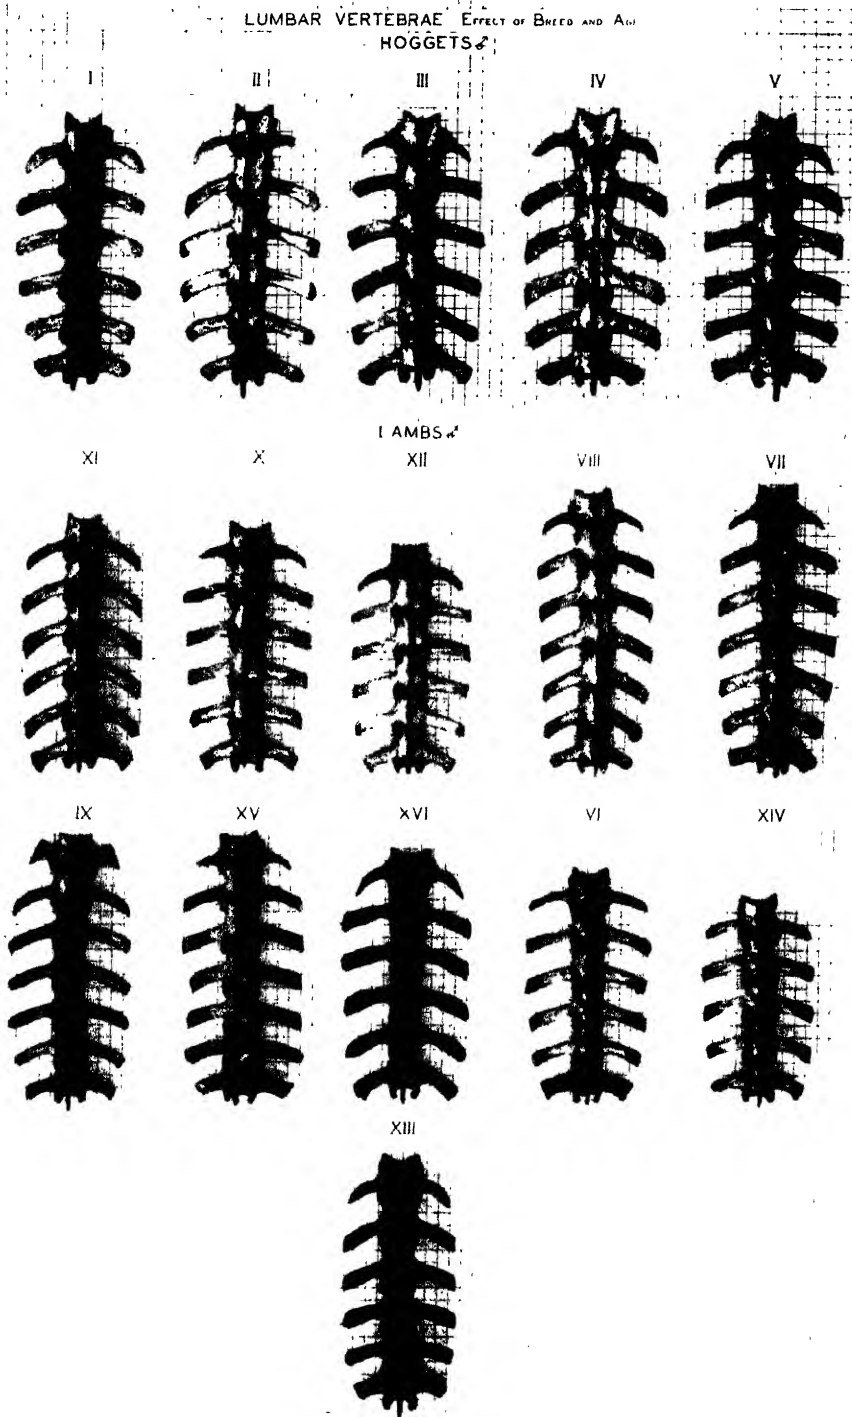 LUMBAR VERTEBRAE EFFECT OF BREED AND
HOGGETS ♂
I II III IV V
LAMBS ♂
XI X XII VIII VII
IX XV XVI VI XIV
XIII